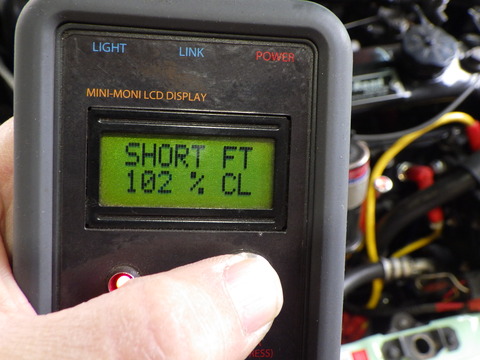 LIGHT LINK POWER
MINI-MONI LCD DISPLAY
SHORT FT
102 % CL